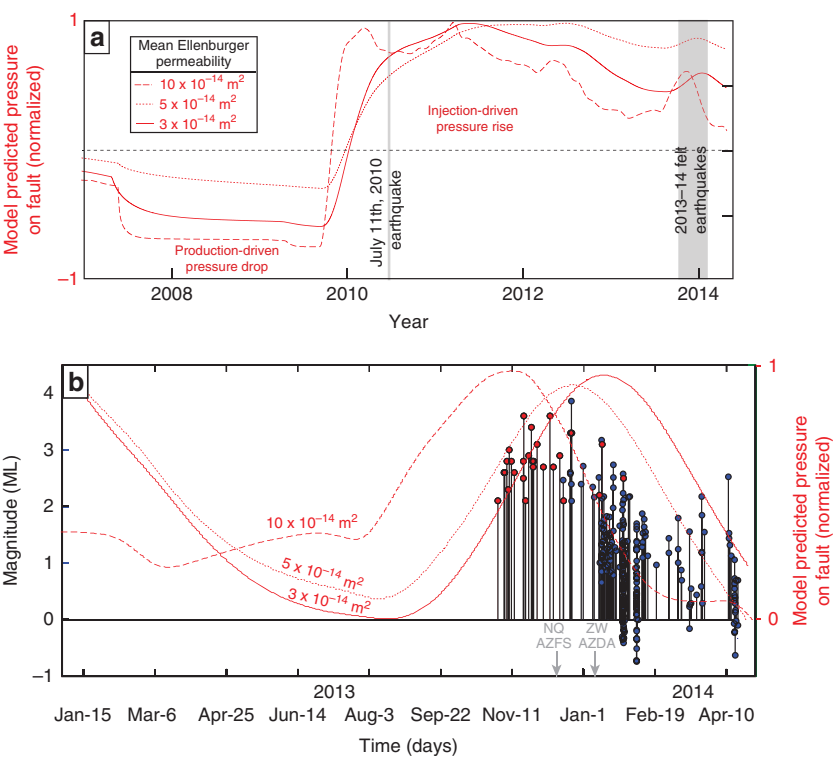 a
1
Mean Ellenburger
permeability
10 x 10⁻¹⁴ m²
5 x 10⁻¹⁴ m²
3 x 10⁻¹⁴ m²
Injection-driven
pressure rise
Production-driven
pressure drop
July 11th, 2010
earthquake
2013–14 felt
earthquakes
Model predicted pressure
on fault (normalized)
–1
2008
2010
2012
2014
Year
b
4
3
2
1
0
–1
Magnitude (ML)
10 × 10⁻¹⁴ m²
5 × 10⁻¹⁴ m²
3 × 10⁻¹⁴ m²
NQ
AZFS
ZW
AZDA
1
0
Model predicted pressure
on fault (normalized)
2013
2014
Jan-15
Mar-6
Apr-25
Jun-14
Aug-3
Sep-22
Nov-11
Jan-1
Feb-19
Apr-10
Time (days)